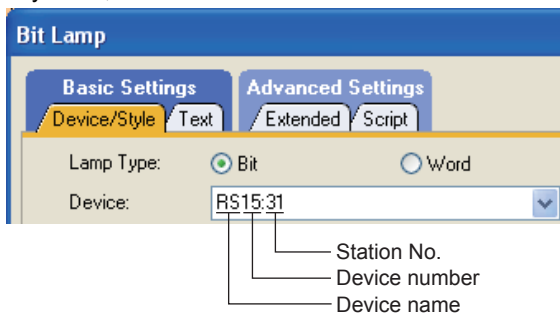 Bit Lamp
Basic Settings Advanced Settings
Device/Style Text Extended Script
Lamp Type: Bit Word
Device: RS15:31
Station No.
Device number
Device name